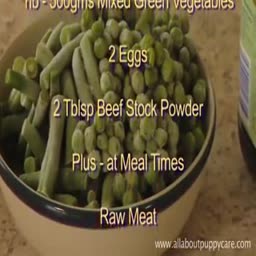 1lb - 500gms Mixed Green Vegetables
2 Eggs
2 Tblsp Beef Stock Powder
Plus - at Meal Times
Raw Meat
www.allaboutpuppycare.com